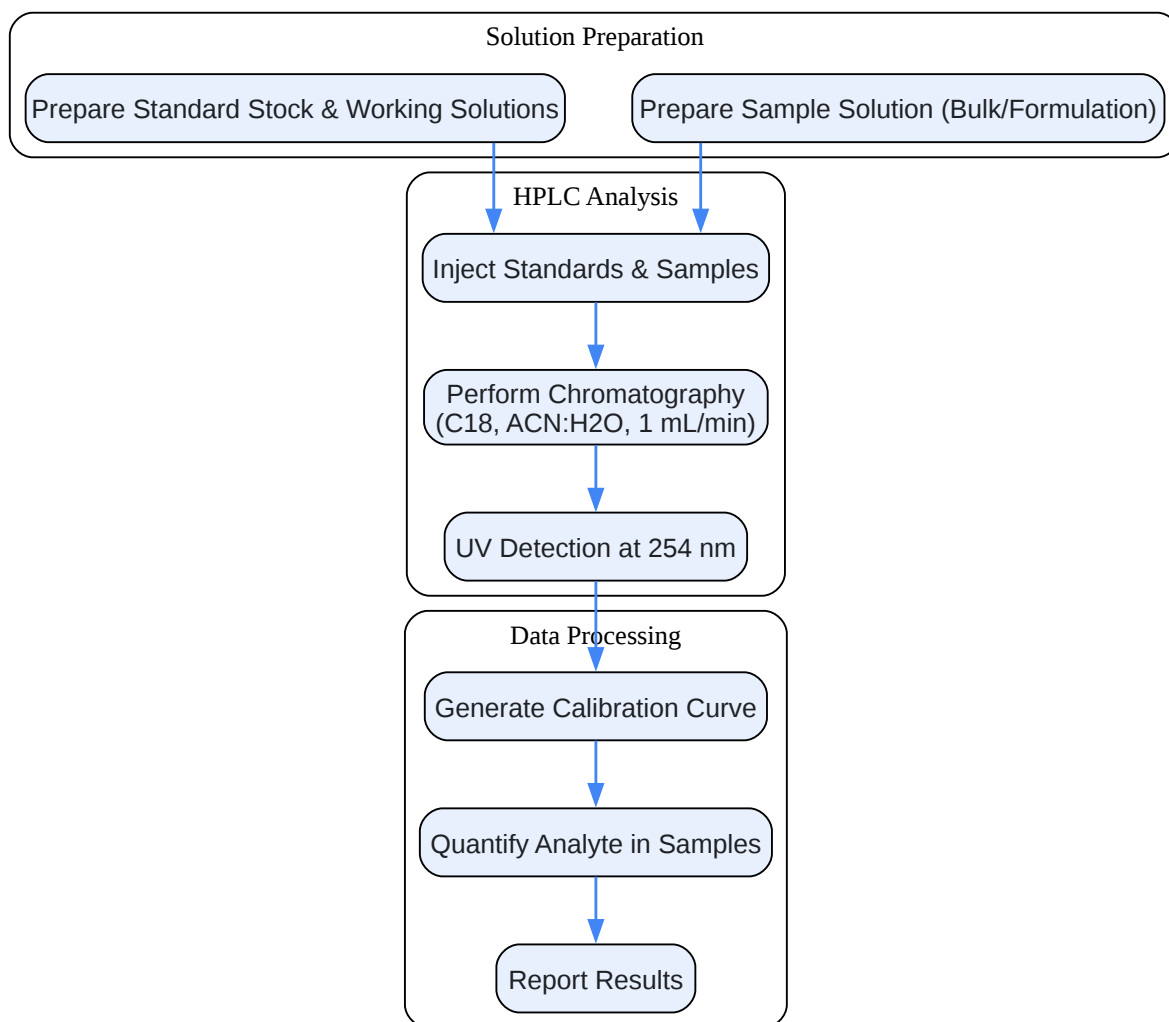 Solution Preparation
Prepare Standard Stock & Working Solutions
Prepare Sample Solution (Bulk/Formulation)
HPLC Analysis
Inject Standards & Samples
Perform Chromatography
(C18, ACN:H2O, 1 mL/min)
UV Detection at 254 nm
Data Processing
Generate Calibration Curve
Quantify Analyte in Samples
Report Results